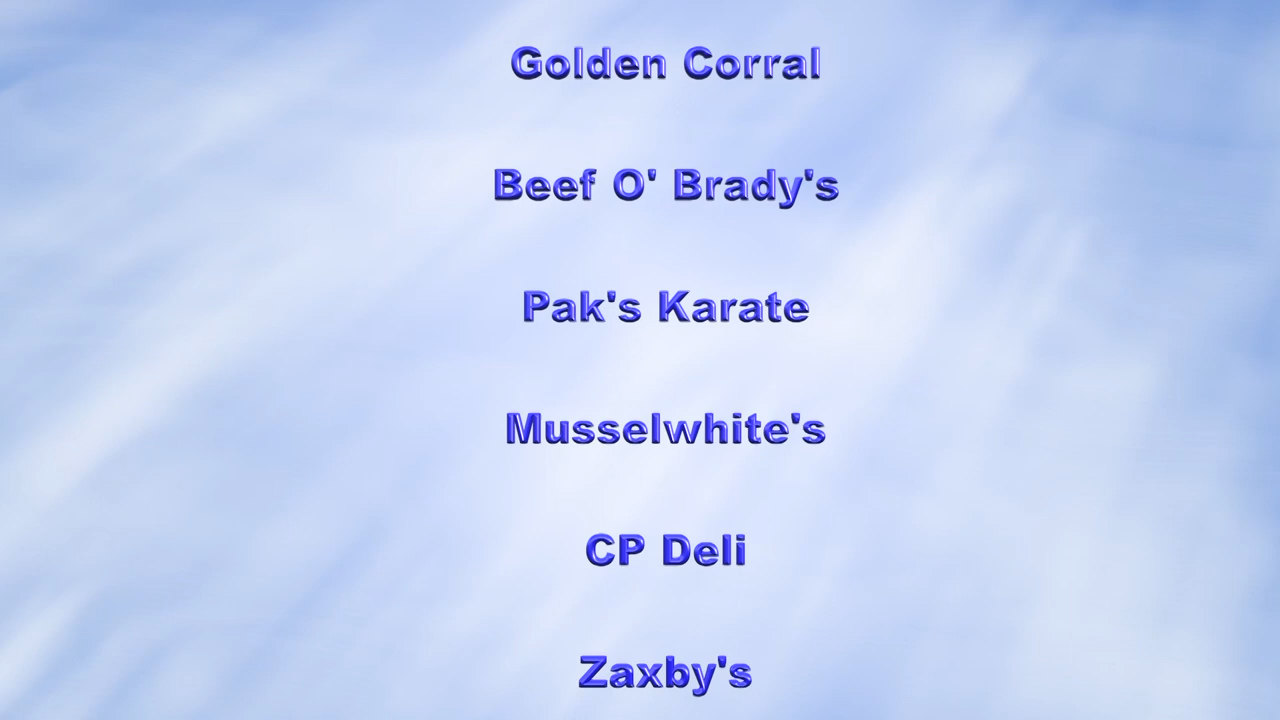 Golden Corral
Beef O' Brady's
Pak's Karate
Musselwhite's
CP Deli
Zaxby's